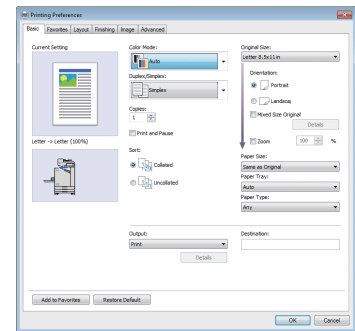 Printing Preferences
Basic Favorites Layout Finishing Image Advanced
Current Setting
Letter -> Letter (100%)
Color Mode:
Auto
Duplex/Simplex:
Simplex
Copies:
1
Print and Pause
Sort:
Collated
Uncollated
Output:
Print
Details
Original Size:
Letter 8.5x11in
Orientation:
Portrait
Landscap
Mixed Size Original
Details
Zoom 100 %
Paper Size:
Same as Original
Paper Tray:
Auto
Paper Type:
Any
Destination:
Add to Favorites Restore Default
OK Cancel